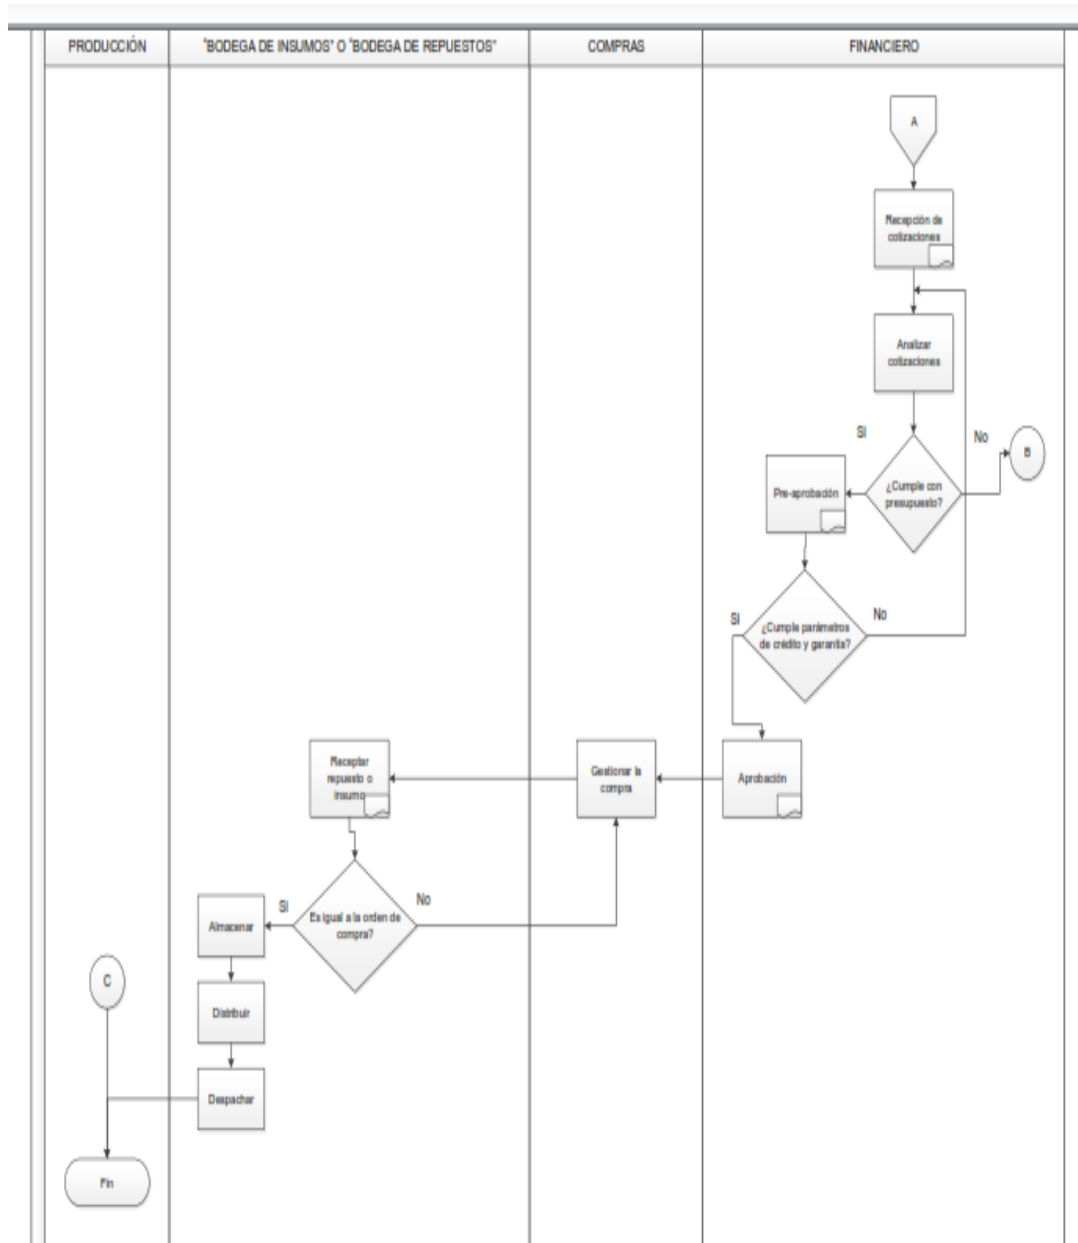 PRODUCCIÓN
"BODEGA DE INSUMOS" O "BODEGA DE REPUESTOS"
COMPRAS
FINANCIERO
A
Recepción de
cotizaciones
Analizar
cotizaciones
Si
No
B
¿Cumple con
presupuesto?
Pre-aprobación
Si
No
¿Cumple parámetros
de crédito y garantía?
Aprobación
Gestionar la
compra
Receptar
repuesto o
insumo
Si
No
Es igual a la orden de
compra?
Almacenar
C
Distribuir
Despachar
Fin